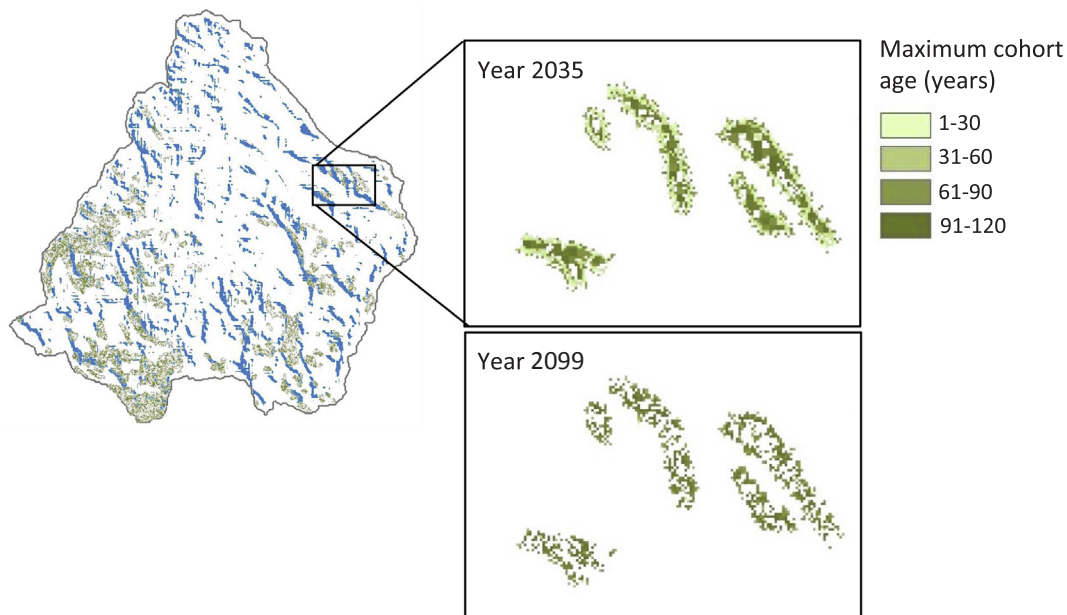 Year 2035
Year 2099
Maximum cohort
age (years)
1-30
31-60
61-90
91-120